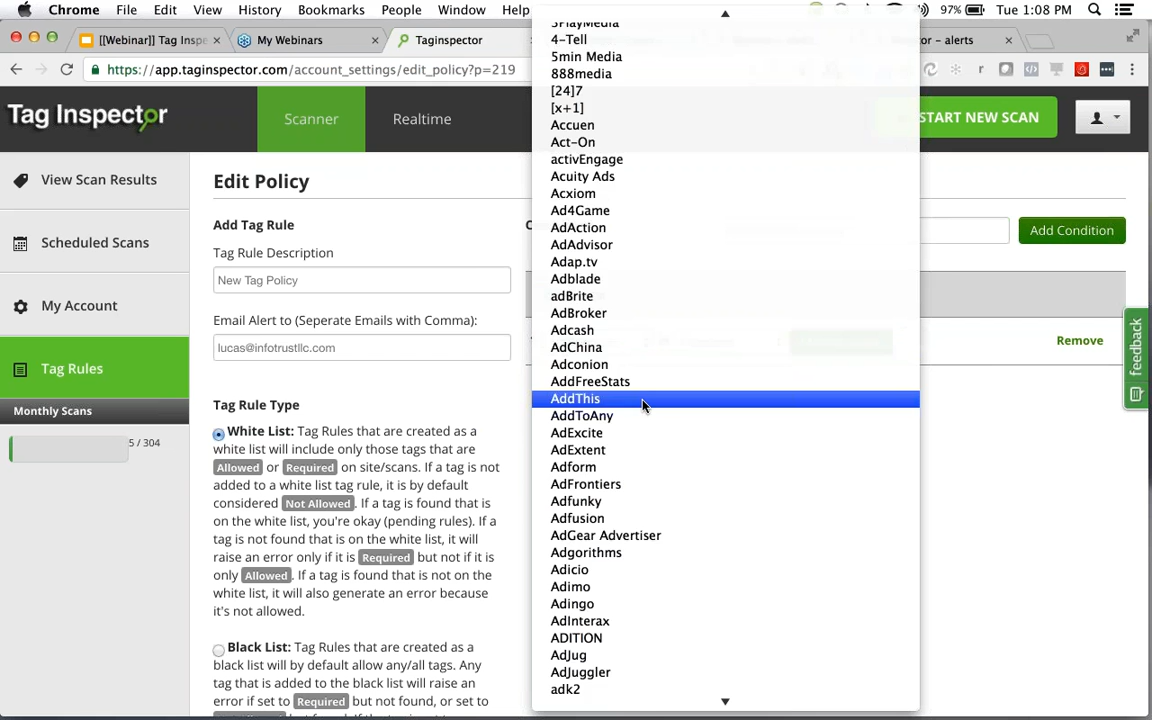 Chrome File Edit View History Bookmarks People Window Help
97% Tue 1:08 PM
[[Webinar]] Tag Inspe ×
My Webinars ×
Taginspector
tor – alerts ×
https://app.taginspector.com/account_settings/edit_policy?p=219
Tag Inspector
Scanner
Realtime
START NEW SCAN
View Scan Results
Scheduled Scans
My Account
Tag Rules
Monthly Scans
5 / 304
Edit Policy
Add Tag Rule
Tag Rule Description
New Tag Policy
Email Alert to (Seperate Emails with Comma):
lucas@infotrustllc.com
Tag Rule Type
White List: Tag Rules that are created as a
white list will include only those tags that are
Allowed or Required on site/scans. If a tag is not
added to a white list tag rule, it is by default
considered Not Allowed. If a tag is found that is
on the white list, you're okay (pending rules). If a
tag is not found that is on the white list, it will
raise an error only if it is Required but not if it is
only Allowed. If a tag is found that is not on the
white list, it will also generate an error because
it's not allowed.
Black List: Tag Rules that are created as a
black list will by default allow any/all tags. Any
tag that is added to the black list will raise an
error if set to Required but not found, or set to
3PlayMedia
4-Tell
5min Media
888media
[24]7
[x+1]
Accuen
Act-On
activEngage
Acuity Ads
Acxiom
Ad4Game
AdAction
AdAdvisor
Adap.tv
Adblade
adBrite
AdBroker
Adcash
AdChina
Adconion
AddFreeStats
AddThis
AddToAny
AdExcite
AdExtent
Adform
AdFrontiers
Adfunky
Adfusion
AdGear Advertiser
Adgorithms
Adicio
Adimo
Adingo
AdInterax
ADITION
AdJug
AdJuggler
adk2
Add Condition
Remove
feedback